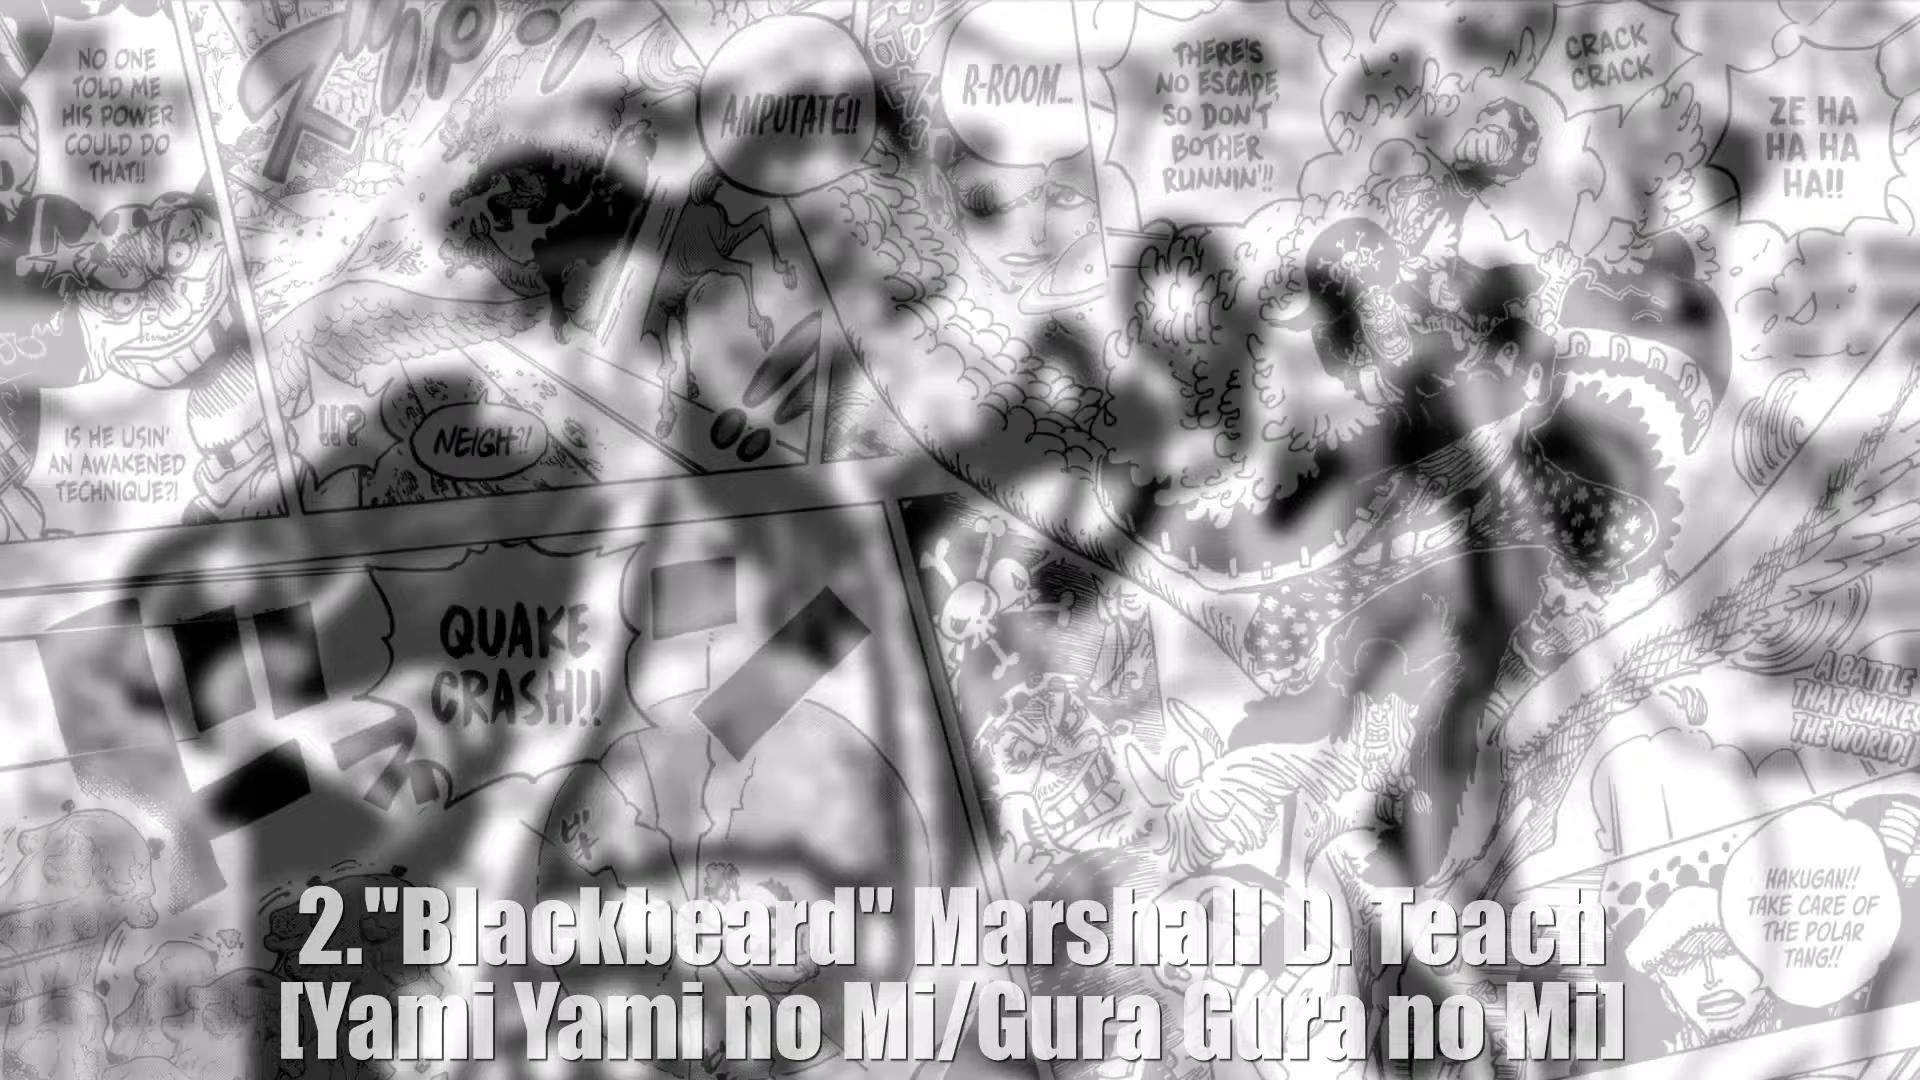 NO ONE
TOLD ME
HIS POWER
COULD DO
THAT!!
AMPUTATE!!
R-ROOM...
THERE'S
NO ESCAPE,
SO DON'T
BOTHER
RUNNIN'!!
CRACK
CRACK
ZE HA
HA HA
HA!!
IS HE USIN'
AN AWAKENED
TECHNIQUE?!
!!?
NEIGH?!
QUAKE
CRASH!!
A BATTLE
THAT SHAKES
THE WORLD!
HAKUGAN!!
TAKE CARE OF
THE POLAR
TANG!!
2."Blackbeard" Marshall D. Teach
[Yami Yami no Mi/Gura Gura no Mi]